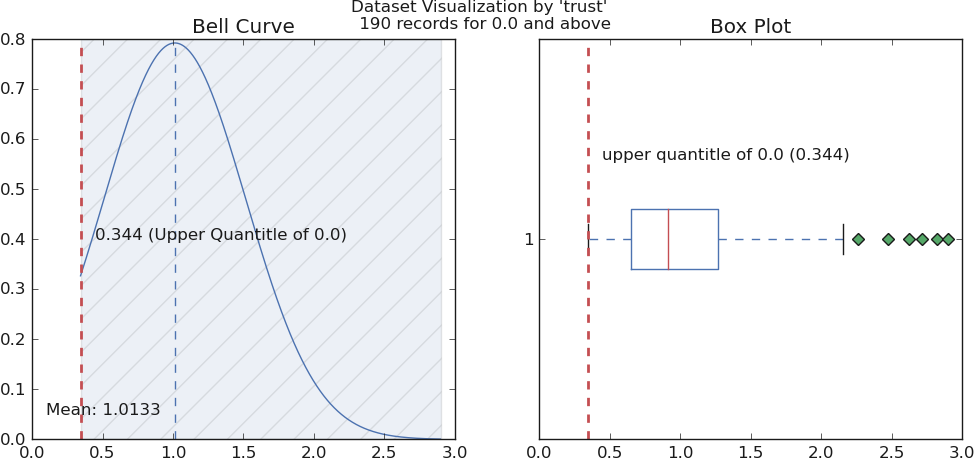 Dataset Visualization by 'trust'
190 records for 0.0 and above
Bell Curve
0.8
0.7
0.6
0.5
0.4
0.3
0.2
0.1
0.0
0.344 (Upper Quantitle of 0.0)
Mean: 1.0133
0.0 0.5 1.0 1.5 2.0 2.5 3.0
Box Plot
upper quantitle of 0.0 (0.344)
1
0.0 0.5 1.0 1.5 2.0 2.5 3.0